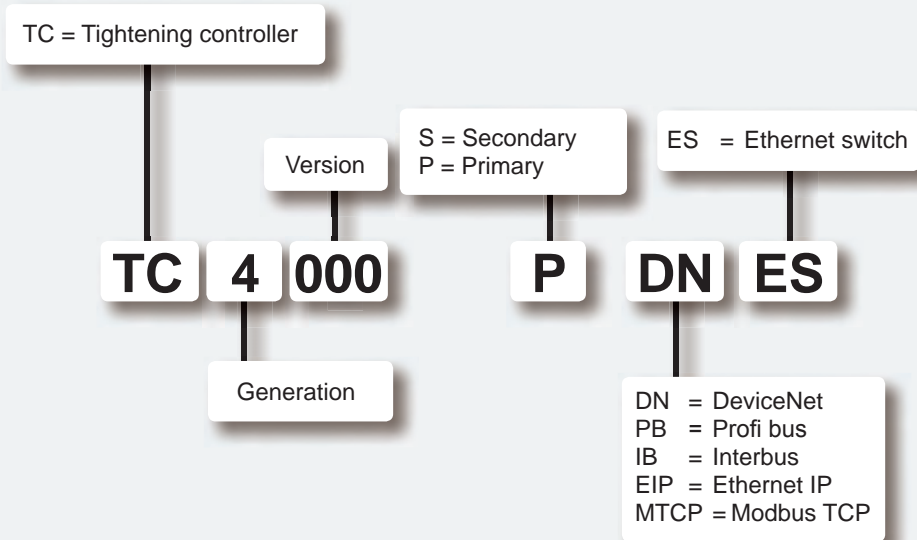 TC = Tightening controller
Version
S = Secondary
P = Primary
ES = Ethernet switch
TC 4 000 P DN ES
Generation
DN = DeviceNet
PB = Profi bus
IB = Interbus
EIP = Ethernet IP
MTCP = Modbus TCP